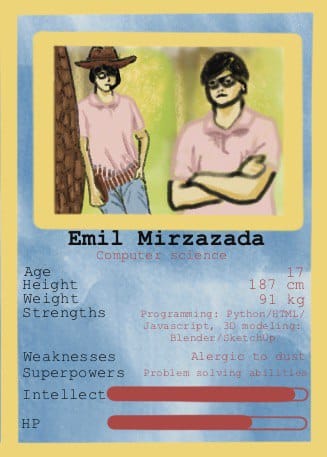 Emil Mirzazada
Computer science
Age 17
Height 187 cm
Weight 91 kg
Strengths Programming: Python/HTML/
Javascript, 3D modeling:
Blender/SketchUp
Weaknesses Alergic to dust
Superpowers Problem solving abilities
Intellect
HP